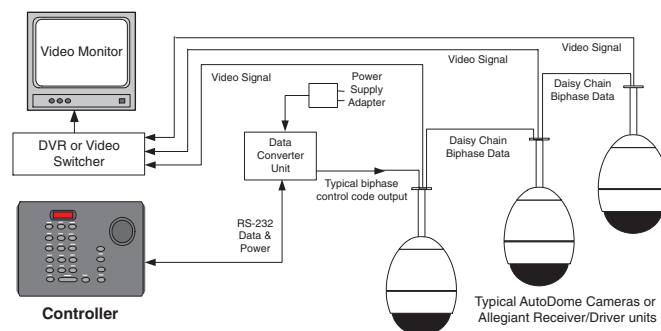 Video Monitor
Video Signal
Video Signal
Video Signal
Power
Supply
Adapter
Daisy Chain
Biphase Data
DVR or Video
Switcher
Data
Converter
Unit
Daisy Chain
Biphase Data
Typical biphase
control code output
RS-232
Data &
Power
Controller
Typical AutoDome Cameras or
Allegiant Receiver/Driver units